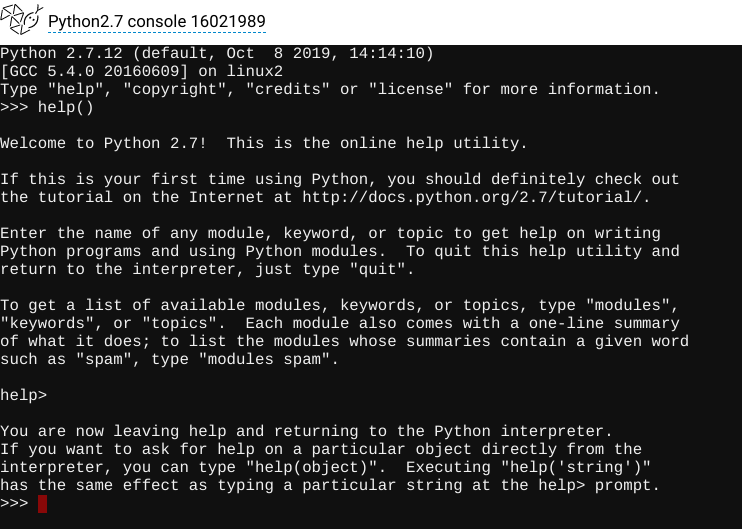 Python2.7 console 16021989
Python 2.7.12 (default, Oct  8 2019, 14:14:10)
[GCC 5.4.0 20160609] on linux2
Type "help", "copyright", "credits" or "license" for more information.
>>> help()
Welcome to Python 2.7!  This is the online help utility.
If this is your first time using Python, you should definitely check out
the tutorial on the Internet at http://docs.python.org/2.7/tutorial/.
Enter the name of any module, keyword, or topic to get help on writing
Python programs and using Python modules.  To quit this help utility and
return to the interpreter, just type "quit".
To get a list of available modules, keywords, or topics, type "modules",
"keywords", or "topics".  Each module also comes with a one-line summary
of what it does; to list the modules whose summaries contain a given word
such as "spam", type "modules spam".
help>
You are now leaving help and returning to the Python interpreter.
If you want to ask for help on a particular object directly from the
interpreter, you can type "help(object)".  Executing "help('string')"
has the same effect as typing a particular string at the help> prompt.
>>>